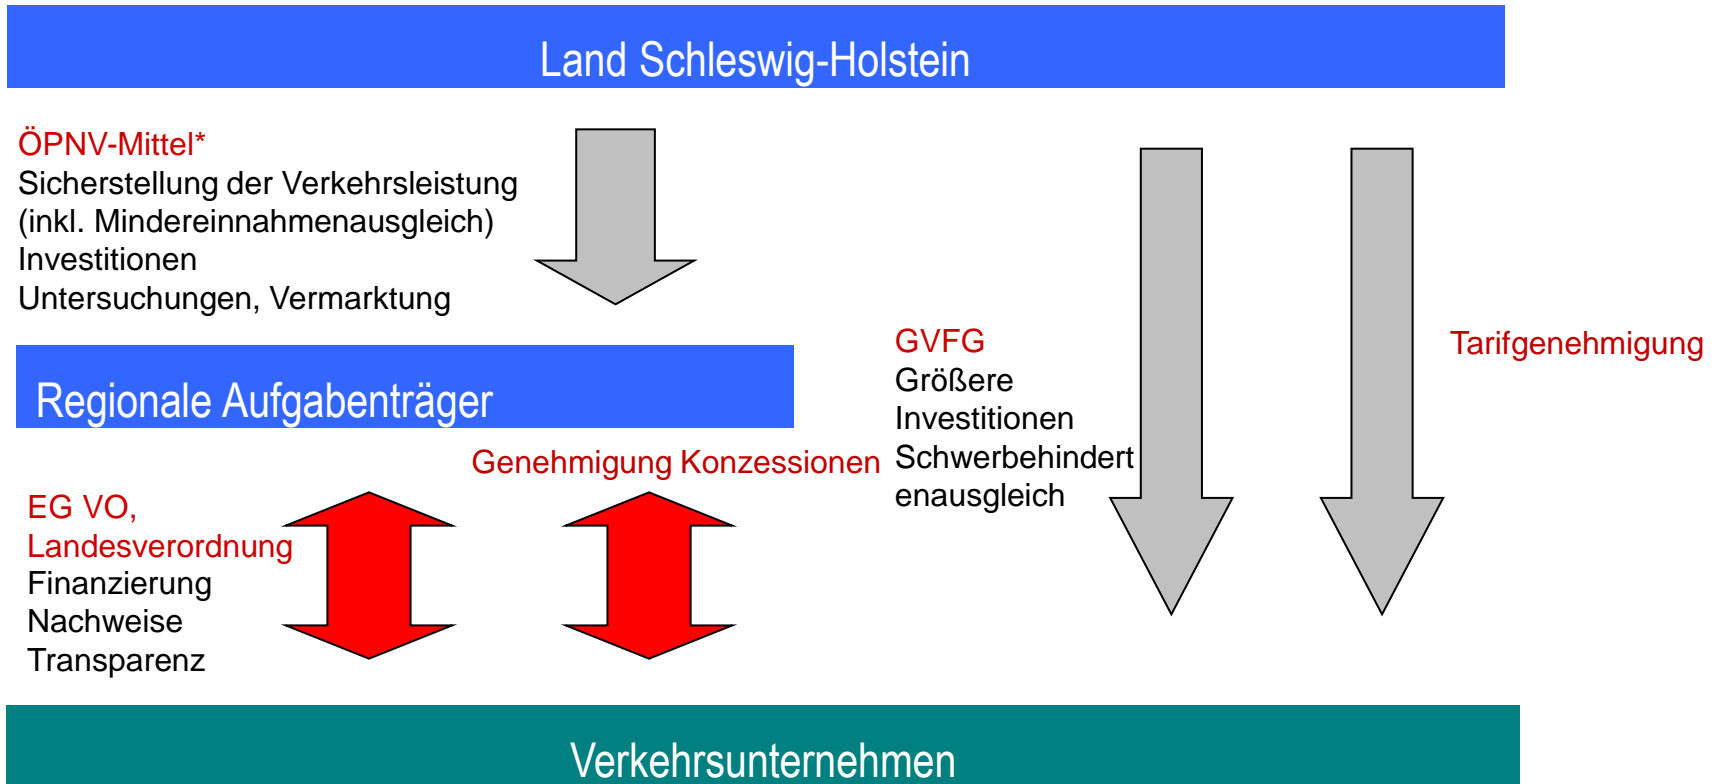 Land Schleswig-Holstein
ÖPNV-Mittel*
Sicherstellung der Verkehrsleistung
(inkl. Mindereinnahmenausgleich)
Investitionen
Untersuchungen, Vermarktung
Regionale Aufgabenträger
GVFG
Größere
Investitionen
Schwerbehindert
enausgleich
Tarifgenehmigung
Genehmigung Konzessionen
EG VO,
Landesverordnung
Finanzierung
Nachweise
Transparenz
Verkehrsunternehmen